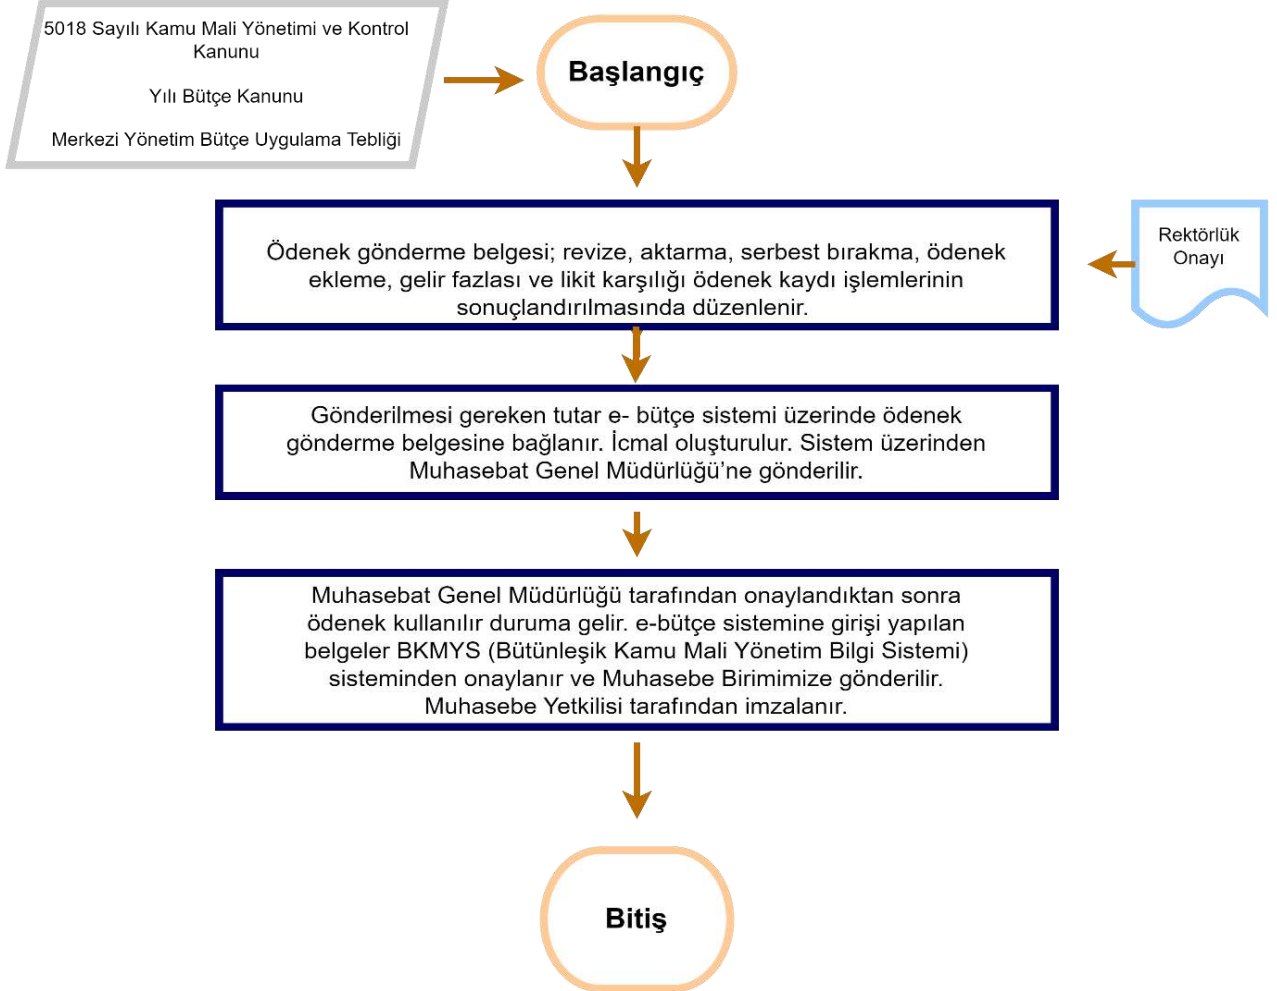 5018 Sayılı Kamu Mali Yönetimi ve Kontrol
Kanunu
Yılı Bütçe Kanunu
Merkezi Yönetim Bütçe Uygulama Tebliği
Başlangıç
Ödenek gönderme belgesi; revize, aktarma, serbest bırakma, ödenek
ekleme, gelir fazlası ve likit karşılığı ödenek kaydı işlemlerinin
sonuçlandırılmasında düzenlenir.
Rektörlük
Onayı
Gönderilmesi gereken tutar e- bütçe sistemi üzerinde ödenek
gönderme belgesine bağlanır. İcmal oluşturulur. Sistem üzerinden
Muhasebat Genel Müdürlüğü’ne gönderilir.
Muhasebat Genel Müdürlüğü tarafından onaylandıktan sonra
ödenek kullanılır duruma gelir. e-bütçe sistemine girişi yapılan
belgeler BKMYS (Bütünleşik Kamu Mali Yönetim Bilgi Sistemi)
sisteminden onaylanır ve Muhasebe Birimimize gönderilir.
Muhasebe Yetkilisi tarafından imzalanır.
Bitiş